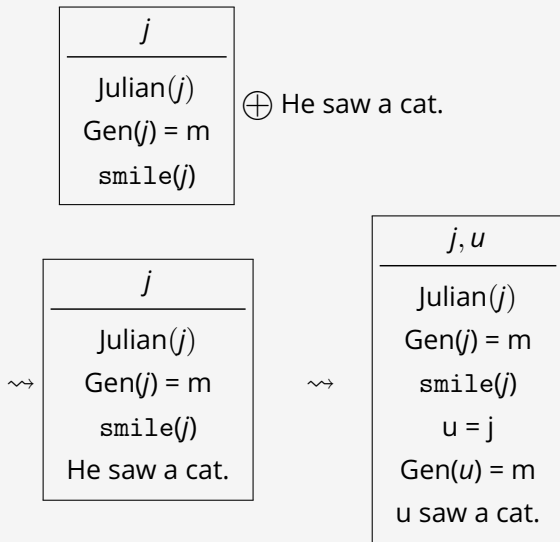 j
Julian(j)
Gen(j) = m
smile(j)
⊕ He saw a cat.
⇝
j
Julian(j)
Gen(j) = m
smile(j)
He saw a cat.
⇝
j, u
Julian(j)
Gen(j) = m
smile(j)
u = j
Gen(u) = m
u saw a cat.